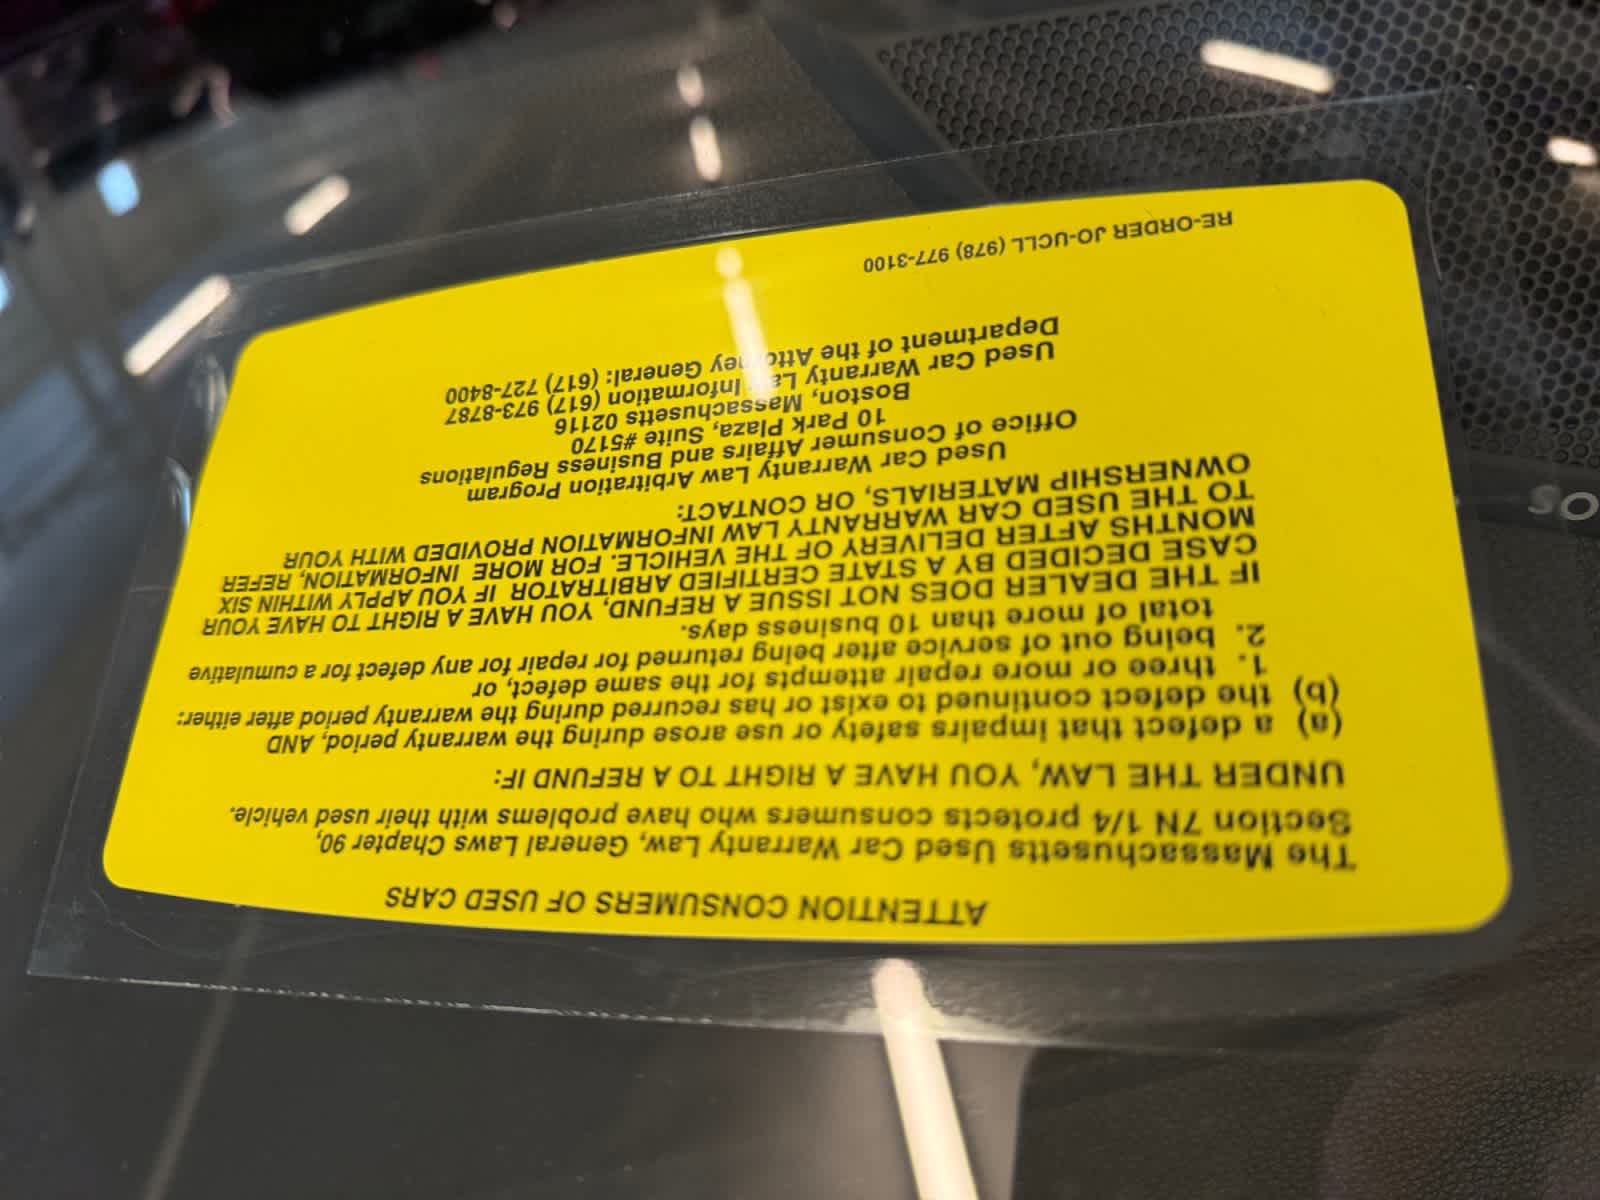 ATTENTION CONSUMERS OF USED CARS
The Massachusetts Used Car Warranty Law, General Laws Chapter 90,
Section 7N 1/4 protects consumers who have problems with their used vehicle.
UNDER THE LAW, YOU HAVE A RIGHT TO A REFUND IF:
(a) a defect that impairs safety or use arose during the warranty period, AND
(b) the defect continued to exist or has recurred during the warranty period after either:
1. three or more repair attempts for the same defect, or
2. being out of service after being returned for repair for any defect for a cumulative
total of more than 10 business days.
IF THE DEALER DOES NOT ISSUE A REFUND, YOU HAVE A RIGHT TO HAVE YOUR
CASE DECIDED BY A STATE CERTIFIED ARBITRATOR IF YOU APPLY WITHIN SIX
MONTHS AFTER DELIVERY OF THE VEHICLE. FOR MORE INFORMATION, REFER
TO THE USED CAR WARRANTY LAW INFORMATION PROVIDED WITH YOUR
OWNERSHIP MATERIALS, OR CONTACT:
Used Car Warranty Law Arbitration Program
Office of Consumer Affairs and Business Regulations
10 Park Plaza, Suite #5170
Boston, Massachusetts 02116
Used Car Warranty Law Information (617) 973-8787
Department of the Attorney General: (617) 727-8400
RE-ORDER JO-UCLL (978) 977-3100